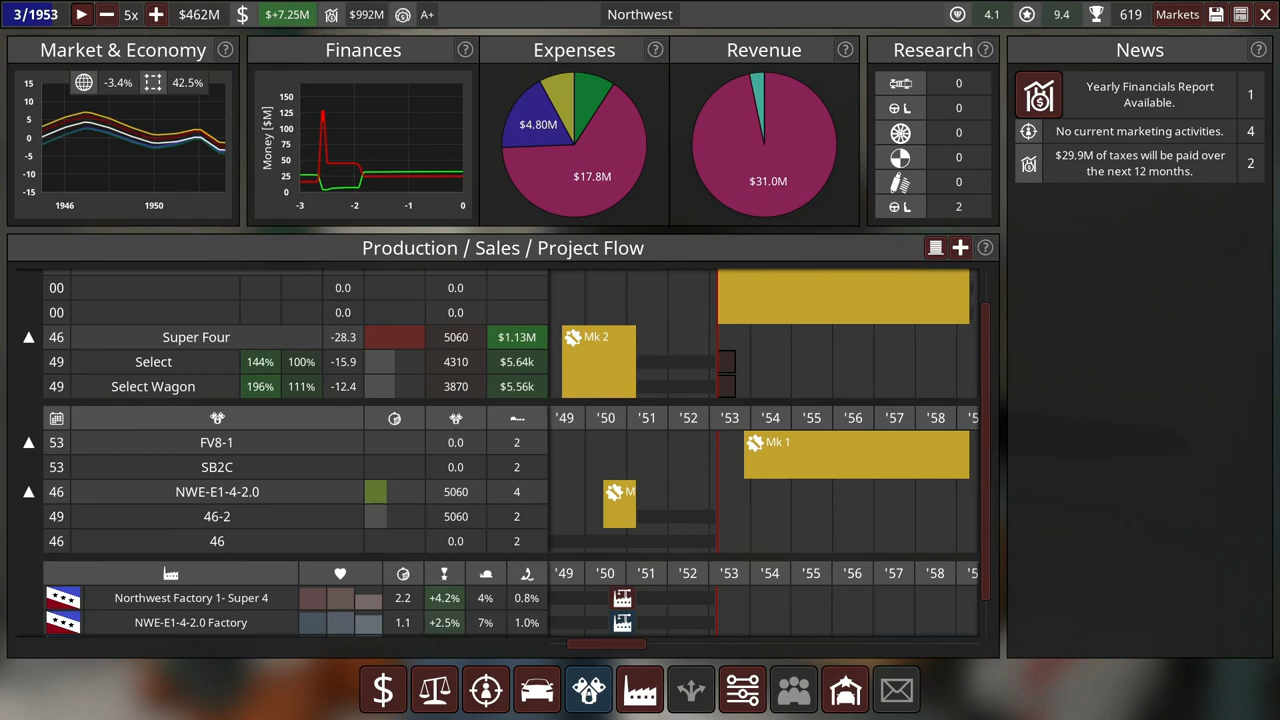 3/1953
5x
$462M
$+7.25M
$992M
A+
Northwest
4.1
9.4
619
Markets
Market & Economy
Finances
Expenses
Revenue
Research
News
-3.4%
42.5%
15
10
5
0
-5
-10
-15
1946
1950
Money [$M]
150
125
100
75
50
25
0
-3
-2
-1
0
$4.80M
$17.8M
$31.0M
0
0
0
0
0
2
Yearly Financials Report
Available.
1
No current marketing activities.
4
$29.9M of taxes will be paid over
the next 12 months.
2
Production / Sales / Project Flow
00 0.0 0.0
00 0.0 0.0
46 Super Four -28.3 5060 $1.13M Mk 2
49 Select 144% 100% -15.9 4310 $5.64k
49 Select Wagon 196% 111% -12.4 3870 $5.56k
'49 '50 '51 '52 '53 '54 '55 '56 '57 '58 '5
53 FV8-1 0.0 2 Mk 1
53 SB2C 0.0 2
46 NWE-E1-4-2.0 5060 4 M
49 46-2 5060 2
46 46 0.0 2
'49 '50 '51 '52 '53 '54 '55 '56 '57 '58 '5
Northwest Factory 1- Super 4 2.2 +4.2% 4% 0.8%
NWE-E1-4-2.0 Factory 1.1 +2.5% 7% 1.0%